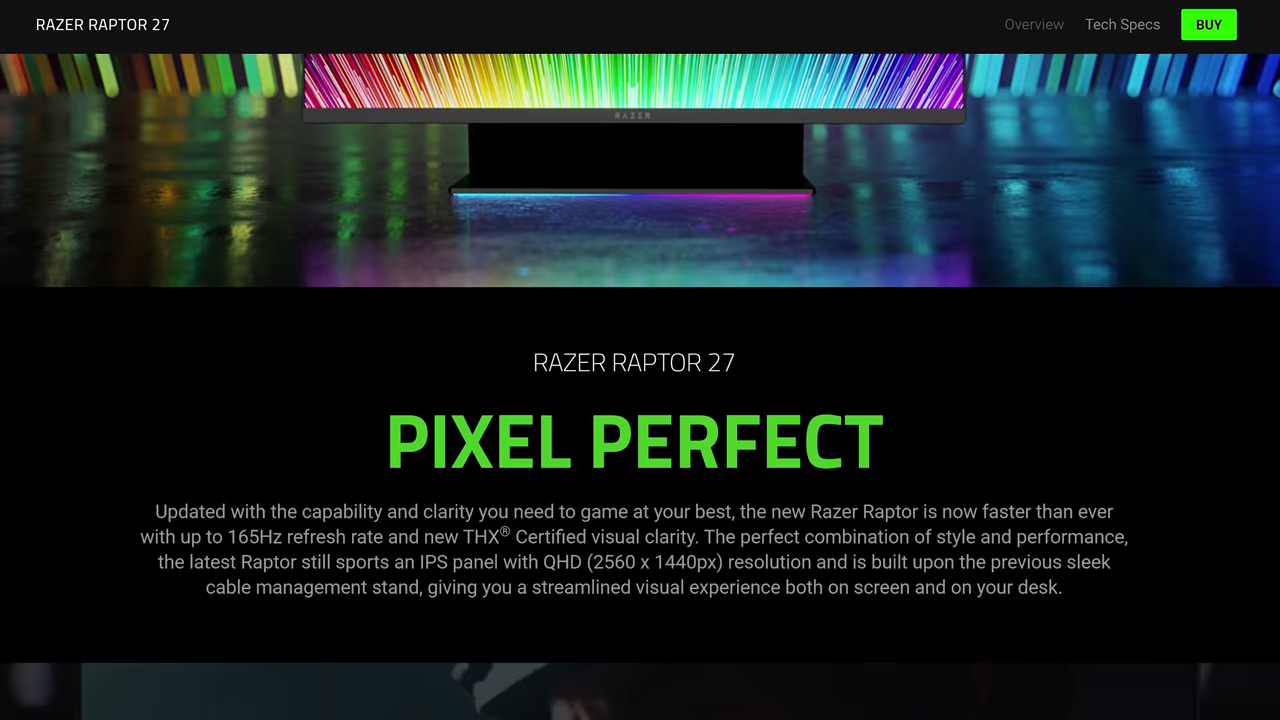 RAZER RAPTOR 27
Overview
Tech Specs
BUY
RAZER
RAZER RAPTOR 27
PIXEL PERFECT
Updated with the capability and clarity you need to game at your best, the new Razer Raptor is now faster than ever
with up to 165Hz refresh rate and new THX® Certified visual clarity. The perfect combination of style and performance,
the latest Raptor still sports an IPS panel with QHD (2560 x 1440px) resolution and is built upon the previous sleek
cable management stand, giving you a streamlined visual experience both on screen and on your desk.